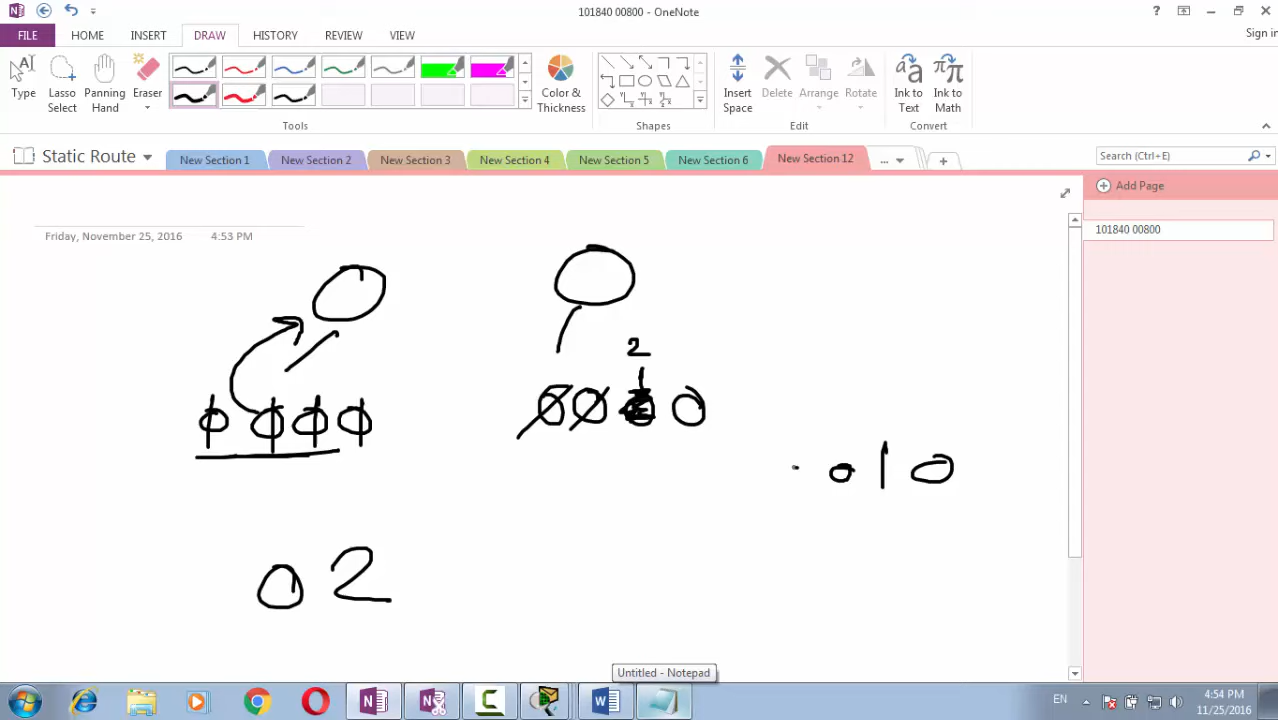 101840 00800 - OneNote
Sign in
FILE HOME INSERT DRAW HISTORY REVIEW VIEW
Type
Lasso Select
Panning Hand
Eraser
Color & Thickness
Insert Space
Delete
Arrange
Rotate
Ink to Text
Ink to Math
Tools
Shapes
Edit
Convert
Static Route
New Section 1
New Section 2
New Section 3
New Section 4
New Section 5
New Section 6
New Section 12
...
Search (Ctrl+E)
Add Page
101840 00800
Friday, November 25, 2016 4:53 PM
2
0 1 0
0 2
Untitled - Notepad
EN
4:54 PM
11/25/2016